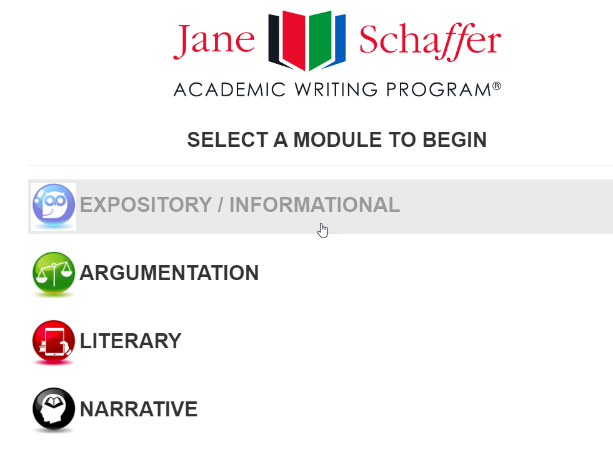 Jane Schaffer
ACADEMIC WRITING PROGRAM®
SELECT A MODULE TO BEGIN
EXPOSITORY / INFORMATIONAL
ARGUMENTATION
LITERARY
NARRATIVE